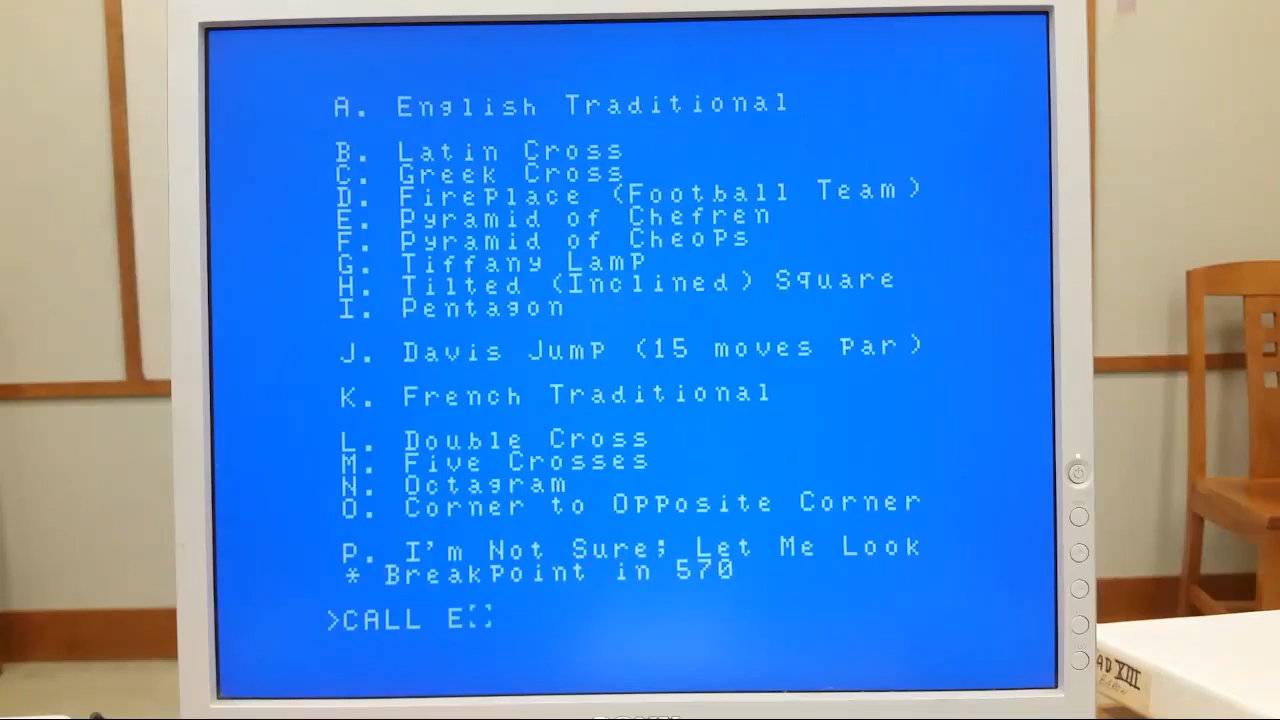 A. English Traditional
B. Latin Cross
C. Greek Cross
D. FirePlace (Football Team)
E. Pyramid of Chefren
F. Pyramid of Cheops
G. Tiffany Lamp
H. Tilted (Inclined) Square
I. Pentagon
J. Davis Jump (15 moves par)
K. French Traditional
L. Double Cross
M. Five Crosses
N. Octagram
O. Corner to Opposite Corner
P. I'm Not Sure; Let Me Look
* BreakPoint in 570
>CALL E
AD XIII